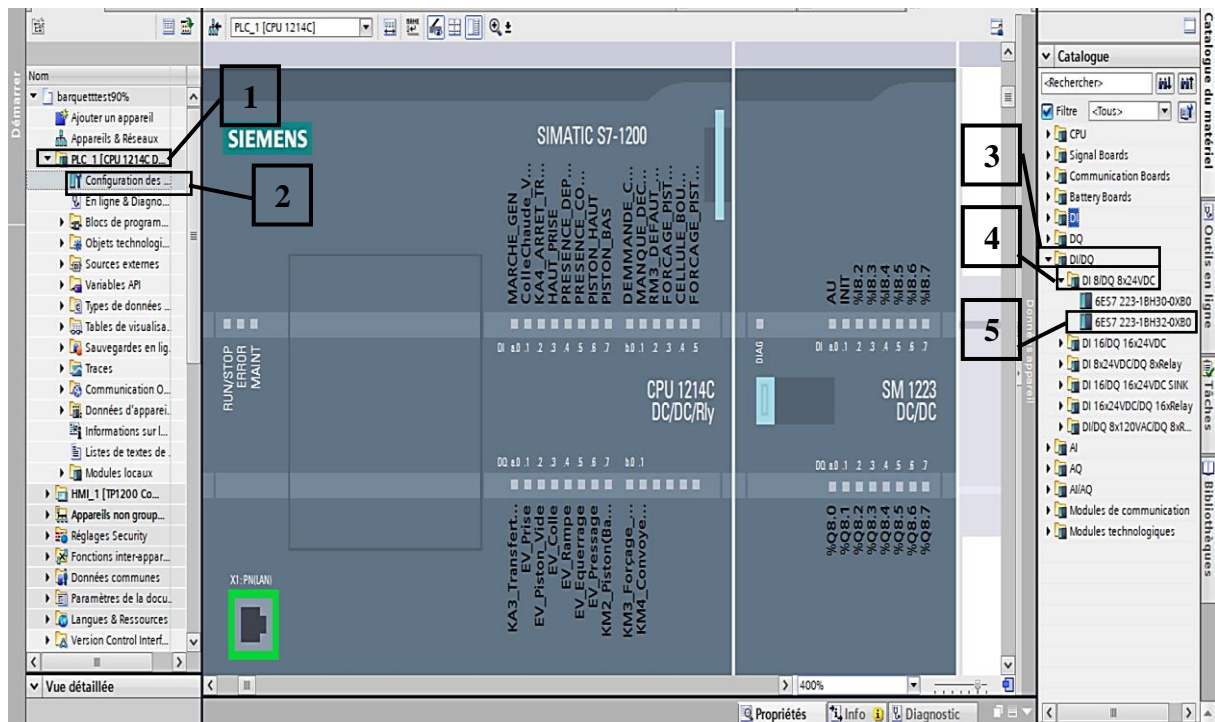 PLC_1 [CPU 1214C]
Démarrer
Nom
barquetttest90%
Ajouter un appareil
Appareils & Réseaux
PLC_1 [CPU 1214C D...
Configuration des ...
En ligne & Diagno...
Blocs de program...
Objets technologi...
Sources externes
Variables API
Types de données ...
Tables de visualisa..
Sauvegardes en lig.
Traces
Communication O...
Données d'apparei..
Informations sur l...
Listes de textes de .
Modules locaux
HMI_1 [TP1200 Co...
Appareils non group...
Réglages Security
Fonctions inter-appar...
Données communes
Paramètres de la docu..
Langues & Ressources
Version Control Interf...
Vue détaillée
1
2
3
4
5
SIEMENS
SIMATIC S7-1200
MARCHE_GEN
ColleChaude_V...
KA4_ARRET_TR...
HAUT_PRISE
PRESENCE_DEP...
PRESENCE_CO...
PISTON_HAUT
PISTON_BAS
DEMMANDE_C...
MANQUE_DEC...
RM3_DEFAUT_...
FORCAGE_PIST...
CELLULE_BOU...
FORCAGE_PIST...
AU
INIT
%I8.2
%I8.3
%I8.4
%I8.5
%I8.6
%I8.7
RUN/STOP
ERROR
MAINT
DI a.0 .1 .2 .3 .4 .5 .6 .7 b.0 .1 .2 .3 .4 .5
DIAG
DI a.0 .1 .2 .3 .4 .5 .6 .7
CPU 1214C
DC/DC/Rly
SM 1223
DC/DC
DQ a.0 .1 .2 .3 .4 .5 .6 .7 b.0 .1
DQ a.0 .1 .2 .3 .4 .5 .6 .7
KA3_Transfert...
EV_Prise
EV_Piston_Vide
EV_Colle
EV_Rampe
EV_Equerrage
EV_Pressage
KM2_Piston(Ba...
KM3_Forçage_...
KM4_Convoye...
%Q8.0
%Q8.1
%Q8.2
%Q8.3
%Q8.4
%Q8.5
%Q8.6
%Q8.7
X1: PN(LAN)
400%
Propriétés
Info
Diagnostic
Données appareil
Catalogue
<Rechercher>
Filtre
<Tous>
CPU
Signal Boards
Communication Boards
Battery Boards
DI
DQ
DI/DQ
DI 8/DQ 8x24VDC
6ES7 223-1BH30-0XB0
6ES7 223-1BH32-0XB0
DI 16/DQ 16x24VDC
DI 8x24VDC/DQ 8xRelay
DI 16/DQ 16x24VDC SINK
DI 16x24VDC/DQ 16xRelay
DI/DQ 8x120VAC/DQ 8xR...
AI
AQ
AI/AQ
Modules de communication
Modules technologiques
Catalogue du matériel
Outils en ligne
Tâches
Bibliothèques